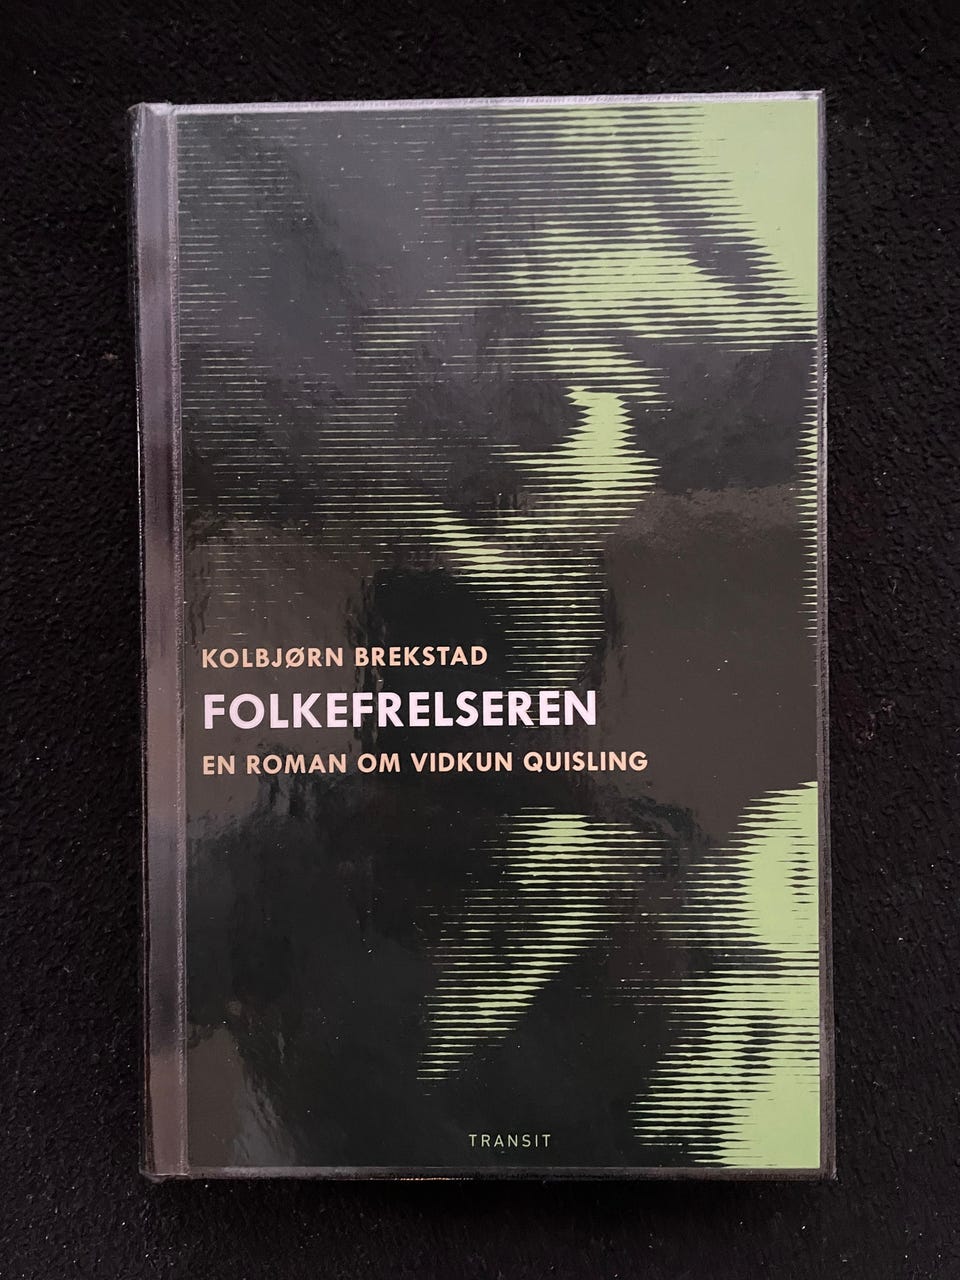 KOLBJØRN BREKSTAD
FOLKEFRELSEREN
EN ROMAN OM VIDKUN QUISLING
TRANSIT